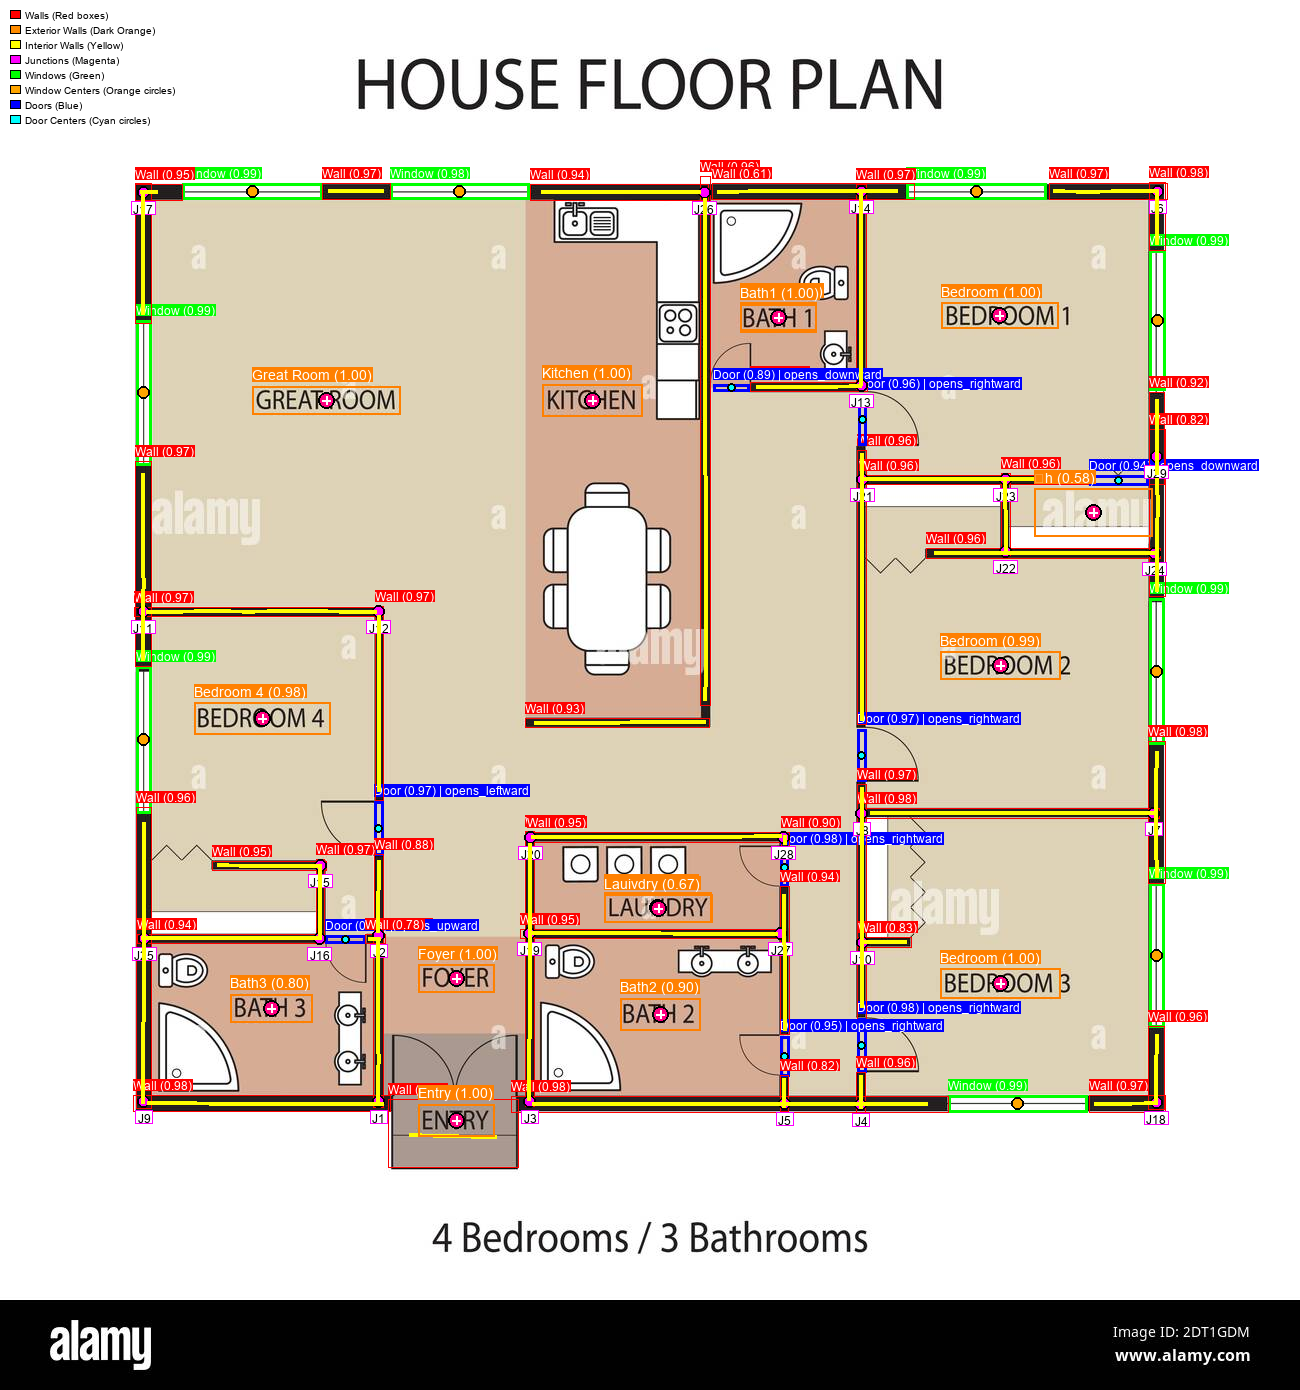 Walls (Red boxes)
Exterior Walls (Dark Orange)
Interior Walls (Yellow)
Junctions (Magenta)
Windows (Green)
Window Centers (Orange circles)
Doors (Blue)
Door Centers (Cyan circles)
HOUSE FLOOR PLAN
Wall (0.95)
Window (0.99)
Wall (0.97)
Window (0.98)
Wall (0.94)
Wall (0.96)
Wall (0.61)
Wall (0.97)
Window (0.99)
Wall (0.97)
Wall (0.98)
J26
J14
J6
Window (0.99)
a a a
Bath1 (1.00)
BATH 1
Bedroom (1.00)
BEDROOM 1
Window (0.99)
Great Room (1.00)
GREAT ROOM
Kitchen (1.00)
KITCHEN
Door (0.89) | opens_downward
Door (0.96) | opens_rightward
Wall (0.92)
J13
Wall (0.82)
Wall (0.97)
Wall (0.96)
Wall (0.96)
Wall (0.96)
opens_downward
J29
h (0.58)
J21
J23
alamy
a a
alamy
Wall (0.96)
J22
J24
Wall (0.97)
Wall (0.97)
Window (0.99)
J12
Window (0.99)
a
alamy
Bedroom (0.99)
BEDROOM 2
Bedroom 4 (0.98)
BEDROOM 4
Wall (0.93)
Door (0.97) | opens_rightward
Wall (0.98)
Wall (0.97)
a a a
Door (0.97) | opens_leftward
Wall (0.96)
Wall (0.98)
Wall (0.95)
Wall (0.90)
J7
Door (0.98) | opens_rightward
Wall (0.95)
Wall (0.97)
Wall (0.88)
J20
J28
Window (0.99)
Wall (0.94)
Lauivdry (0.67)
LAUNDRY
alamy
Wall (0.94)
Wall (0.78)
s_upward
Wall (0.95)
Wall (0.83)
J16
J2
J19
J27
J10
Foyer (1.00)
FOYER
Bath3 (0.80)
BATH 3
Bath2 (0.90)
BATH 2
Bedroom (1.00)
BEDROOM 3
Door (0.98) | opens_rightward
Door (0.95) | opens_rightward
Wall (0.96)
Wall (0.82)
Wall (0.96)
Wall (0.98)
Entry (1.00)
ENTRY
Wall (0.98)
Window (0.99)
Wall (0.97)
J9
J1
J3
J5
J4
J18
4 Bedrooms / 3 Bathrooms
alamy
Image ID: 2DT1GDM
www.alamy.com